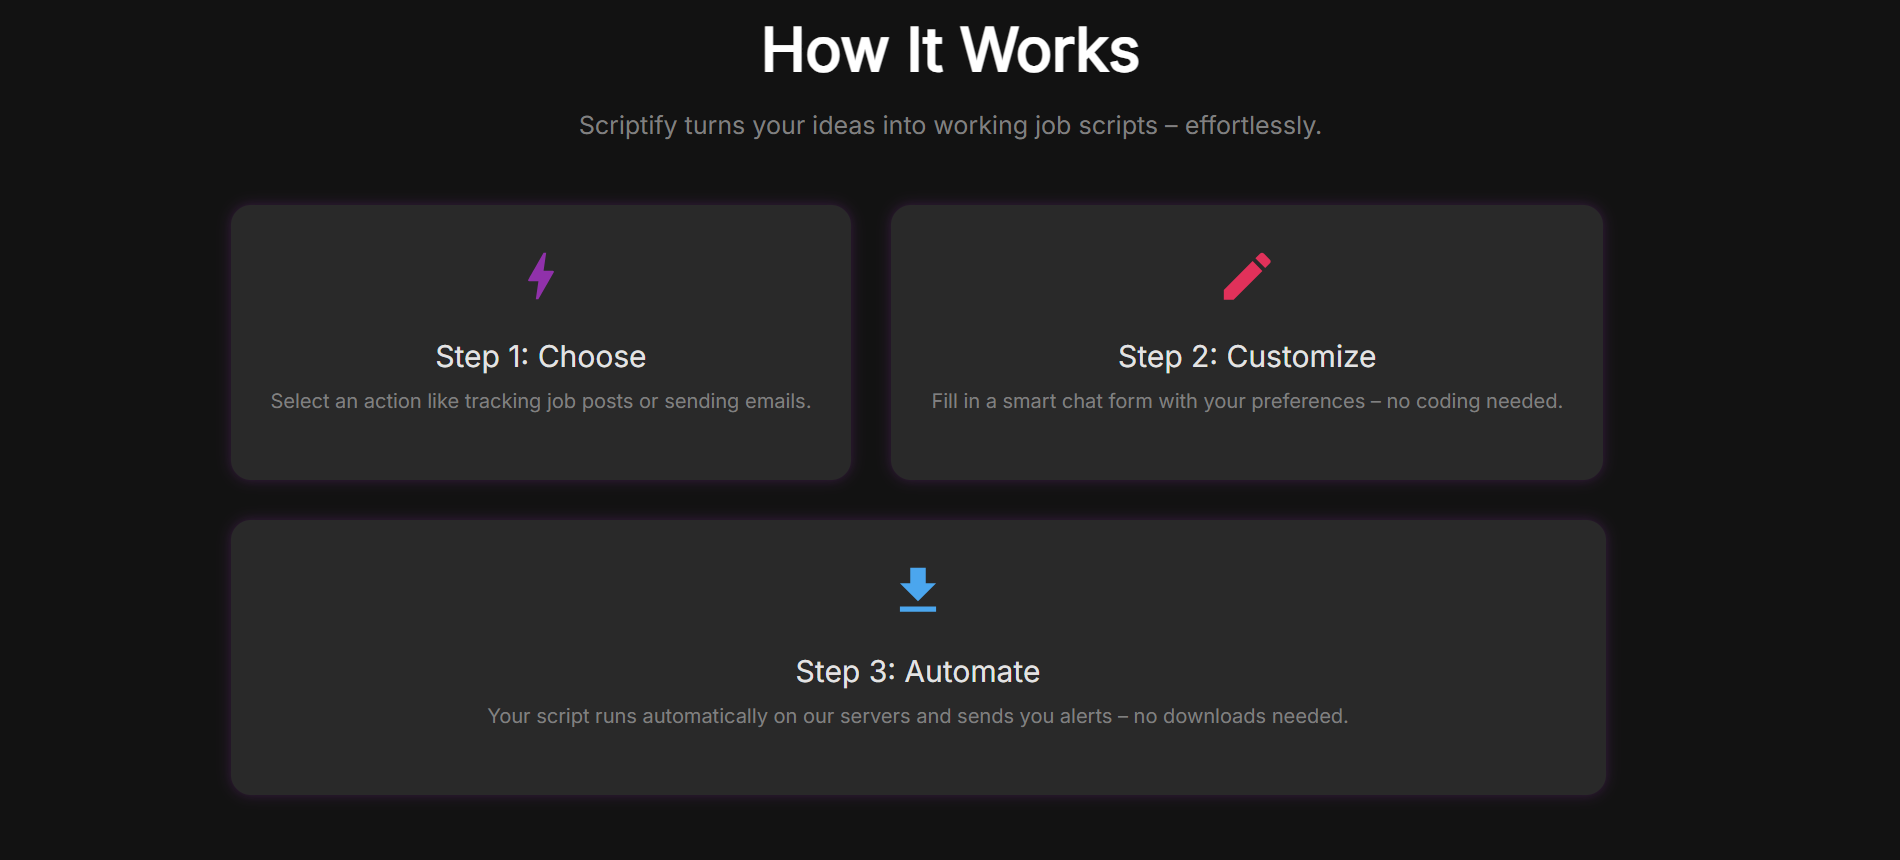 How It Works
Scriptify turns your ideas into working job scripts – effortlessly.
Step 1: Choose
Select an action like tracking job posts or sending emails.
Step 2: Customize
Fill in a smart chat form with your preferences – no coding needed.
Step 3: Automate
Your script runs automatically on our servers and sends you alerts – no downloads needed.